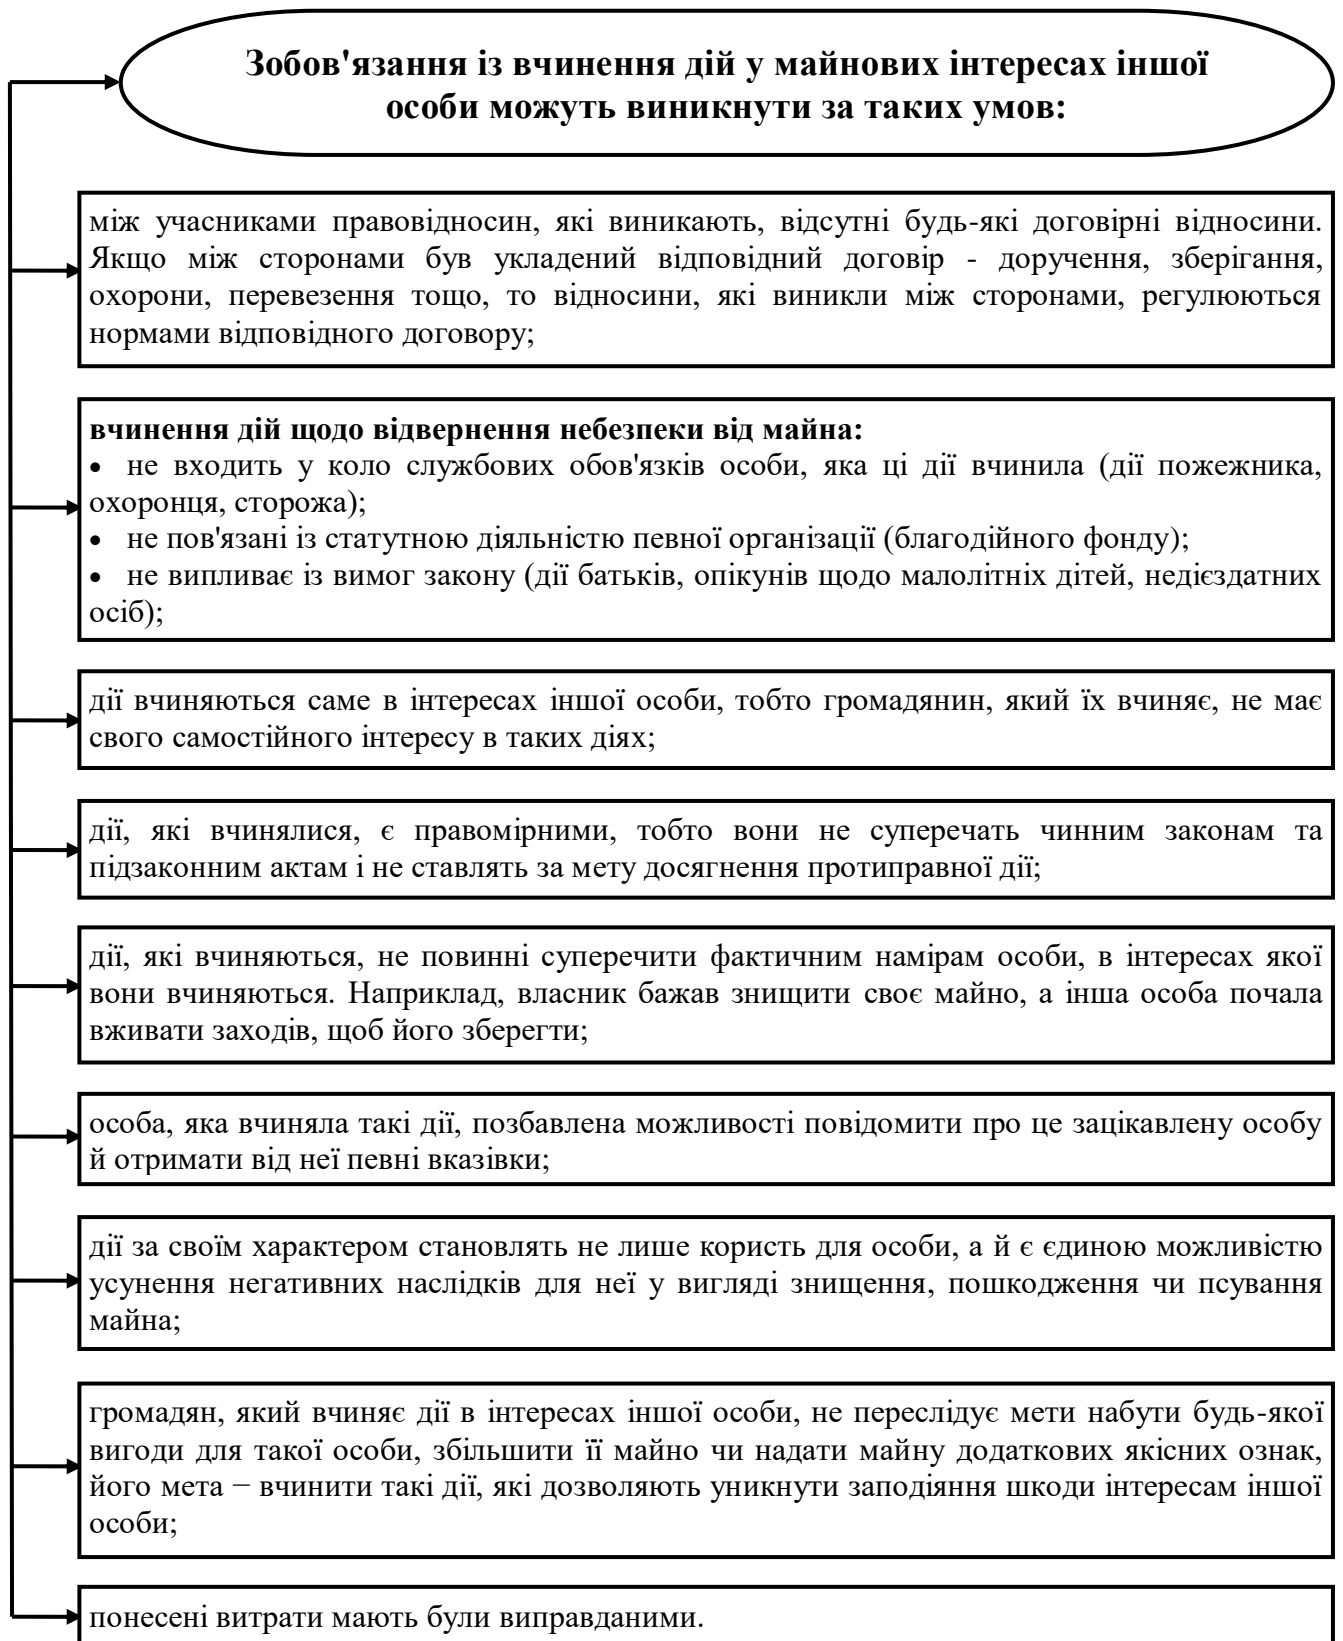 Зобов'язання із вчинення дій у майнових інтересах іншої
особи можуть виникнути за таких умов:
між учасниками правовідносин, які виникають, відсутні будь-які договірні відносини.
Якщо між сторонами був укладений відповідний договір - доручення, зберігання,
охорони, перевезення тощо, то відносини, які виникли між сторонами, регулюються
нормами відповідного договору;
вчинення дій щодо відвернення небезпеки від майна:
• не входить у коло службових обов'язків особи, яка ці дії вчинила (дії пожежника,
охоронця, сторожа);
• не пов'язані із статутною діяльністю певної організації (благодійного фонду);
• не випливає із вимог закону (дії батьків, опікунів щодо малолітніх дітей, недієздатних
осіб);
дії вчиняються саме в інтересах іншої особи, тобто громадянин, який їх вчиняє, не має
свого самостійного інтересу в таких діях;
дії, які вчинялися, є правомірними, тобто вони не суперечать чинним законам та
підзаконним актам і не ставлять за мету досягнення протиправної дії;
дії, які вчиняються, не повинні суперечити фактичним намірам особи, в інтересах якої
вони вчиняються. Наприклад, власник бажав знищити своє майно, а інша особа почала
вживати заходів, щоб його зберегти;
особа, яка вчиняла такі дії, позбавлена можливості повідомити про це зацікавлену особу
й отримати від неї певні вказівки;
дії за своїм характером становлять не лише користь для особи, а й є єдиною можливістю
усунення негативних наслідків для неї у вигляді знищення, пошкодження чи псування
майна;
громадян, який вчиняє дії в інтересах іншої особи, не переслідує мети набути будь-якої
вигоди для такої особи, збільшити її майно чи надати майну додаткових якісних ознак,
його мета − вчинити такі дії, які дозволяють уникнути заподіяння шкоди інтересам іншої
особи;
понесені витрати мають були виправданими.